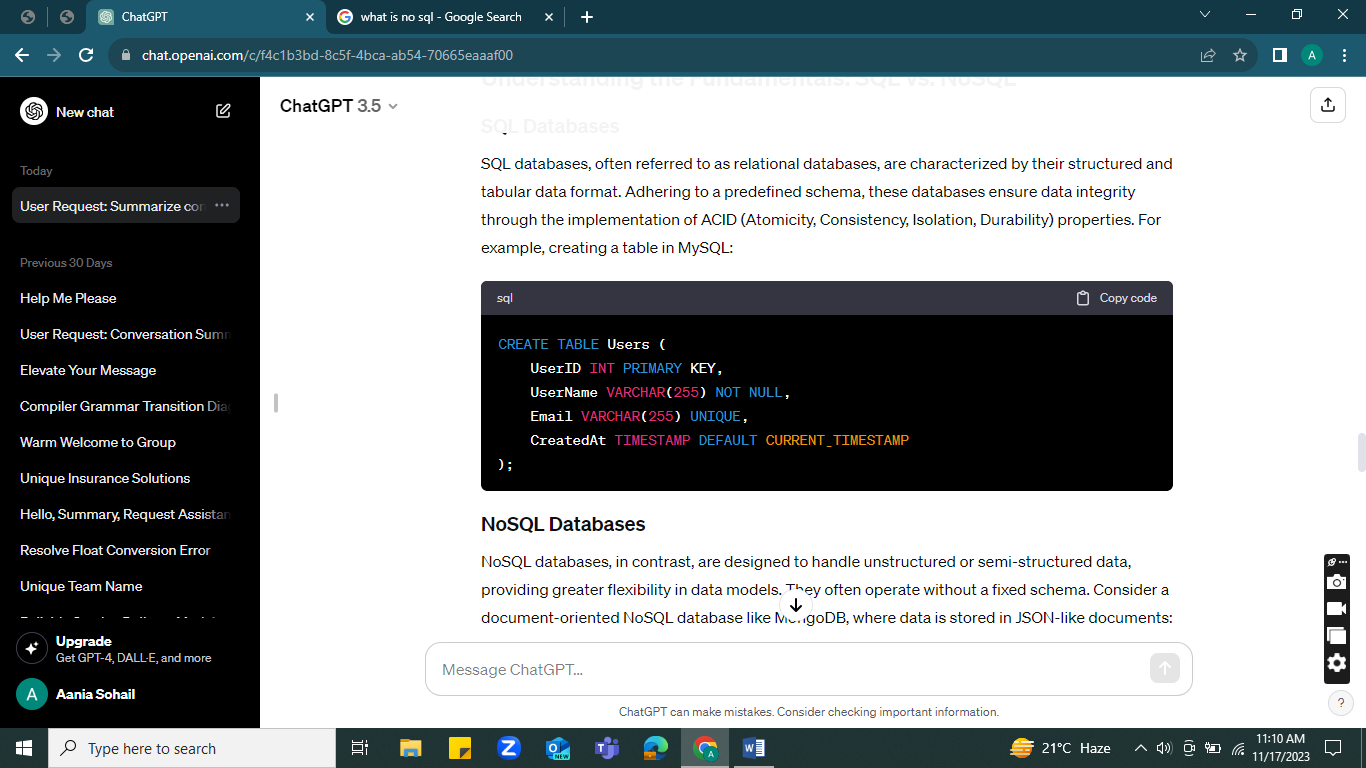 ChatGPT
what is no sql - Google Search
chat.openai.com/c/f4c1b3bd-8c5f-4bca-ab54-70665eaaaf00
A
New chat
Today
User Request: Summarize con
Previous 30 Days
Help Me Please
User Request: Conversation Summ
Elevate Your Message
Compiler Grammar Transition Dia
Warm Welcome to Group
Unique Insurance Solutions
Hello, Summary, Request Assistan
Resolve Float Conversion Error
Unique Team Name
Upgrade
Get GPT-4, DALL·E, and more
A
Aania Sohail
ChatGPT 3.5
Understanding the Fundamentals: SQL vs. NoSQL
SQL Databases
SQL databases, often referred to as relational databases, are characterized by their structured and
tabular data format. Adhering to a predefined schema, these databases ensure data integrity
through the implementation of ACID (Atomicity, Consistency, Isolation, Durability) properties. For
example, creating a table in MySQL:
sql
Copy code
CREATE TABLE Users (
    UserID INT PRIMARY KEY,
    UserName VARCHAR(255) NOT NULL,
    Email VARCHAR(255) UNIQUE,
    CreatedAt TIMESTAMP DEFAULT CURRENT_TIMESTAMP
);
NoSQL Databases
NoSQL databases, in contrast, are designed to handle unstructured or semi-structured data,
providing greater flexibility in data models. They often operate without a fixed schema. Consider a
document-oriented NoSQL database like MongoDB, where data is stored in JSON-like documents:
Message ChatGPT...
ChatGPT can make mistakes. Consider checking important information.
?
Type here to search
NEW
A
21°C Haze
11:10 AM
11/17/2023